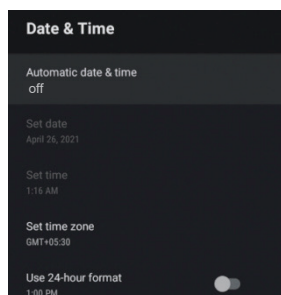 Date & Time
Automatic date & time
off
Set date
April 26, 2021
Set time
1:16 AM
Set time zone
GMT+05:30
Use 24-hour format
1:00 PM